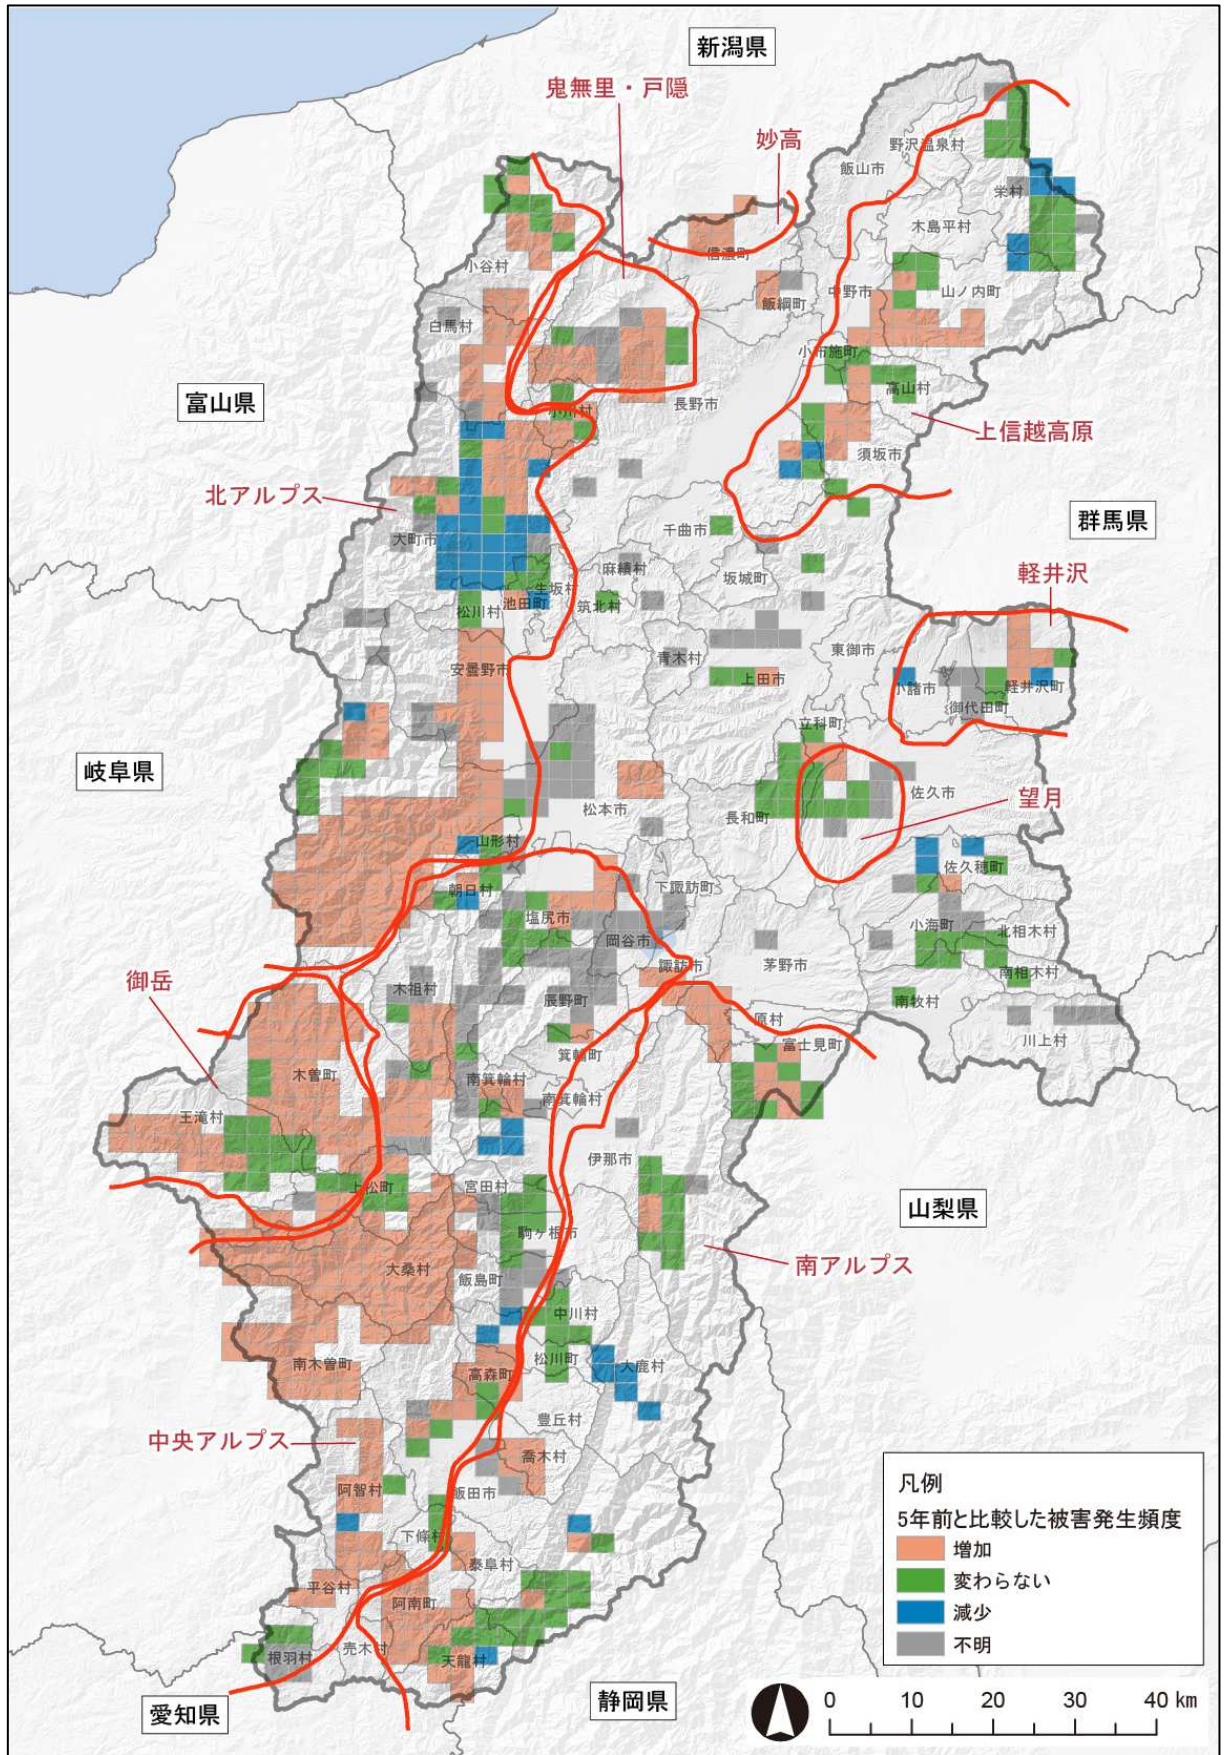 新潟県
鬼無里・戸隠
妙高
野沢温泉村
飯山市
栄村
木島平村
信濃町
小谷村
飯綱町
中野市
山ノ内町
白馬村
小布施町
高山村
富山県
小川村
長野市
上信越高原
須坂市
北アルプス
群馬県
千曲市
大町市
麻績村
坂城町
軽井沢
生坂村
池田町
松川村
筑北村
東御市
青木村
安曇野市
上田市
小諸市
軽井沢町
御代田町
立科町
岐阜県
佐久市
望月
松本市
長和町
山形村
佐久穂町
朝日村
下諏訪町
塩尻市
小海町
北相木村
岡谷市
諏訪市
茅野市
南相木村
御岳
木祖村
辰野町
南牧村
原村
川上村
富士見町
箕輪町
木曽町
南箕輪村
南箕輪村
王滝村
伊那市
上松町
宮田村
山梨県
駒ヶ根市
南アルプス
大桑村
飯島町
中川村
南木曽町
松川町
大鹿村
高森町
豊丘村
中央アルプス
喬木村
阿智村
飯田市
下條村
泰阜村
平谷村
阿南町
売木村
根羽村
天龍村
愛知県
静岡県
凡例
5年前と比較した被害発生頻度
増加
変わらない
減少
不明
0 10 20 30 40 km